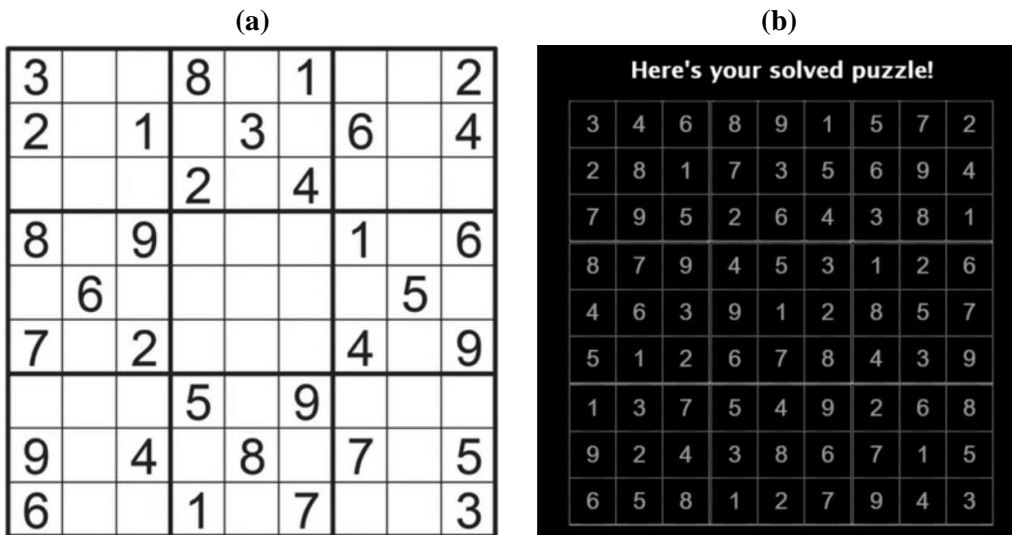 (a) (b)
3 8 1 2
2 1 3 6 4
2 4
8 9 1 6
6 5
7 2 4 9
5 9
9 4 8 7 5
6 1 7 3
Here's your solved puzzle!
3 4 6 8 9 1 5 7 2
2 8 1 7 3 5 6 9 4
7 9 5 2 6 4 3 8 1
8 7 9 4 5 3 1 2 6
4 6 3 9 1 2 8 5 7
5 1 2 6 7 8 4 3 9
1 3 7 5 4 9 2 6 8
9 2 4 3 8 6 7 1 5
6 5 8 1 2 7 9 4 3